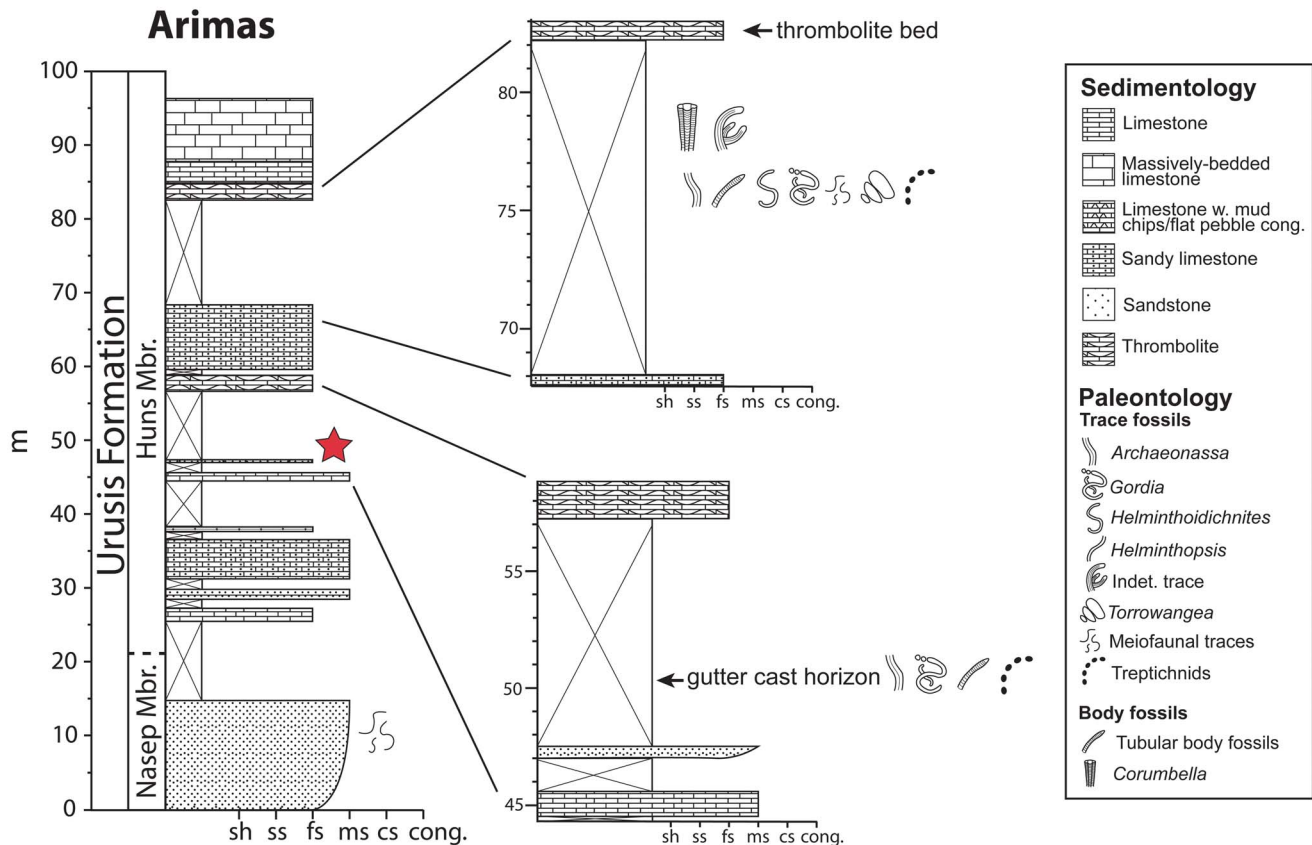 Arimas
m
100
90
80
70
60
50
40
30
20
10
0
Urusis Formation
Huns Mbr.
Nasep Mbr.
sh ss fs ms cs cong.
thrombolite bed
80
75
70
sh ss fs ms cs cong.
55
50
45
gutter cast horizon
sh ss fs ms cs cong.
Sedimentology
Limestone
Massively-bedded
limestone
Limestone w. mud
chips/flat pebble cong.
Sandy limestone
Sandstone
Thrombolite
Paleontology
Trace fossils
Archaeonassa
Gordia
Helminthoidichnites
Helminthopsis
Indet. trace
Torrowangea
Meiofaunal traces
Treptichnids
Body fossils
Tubular body fossils
Corumbella